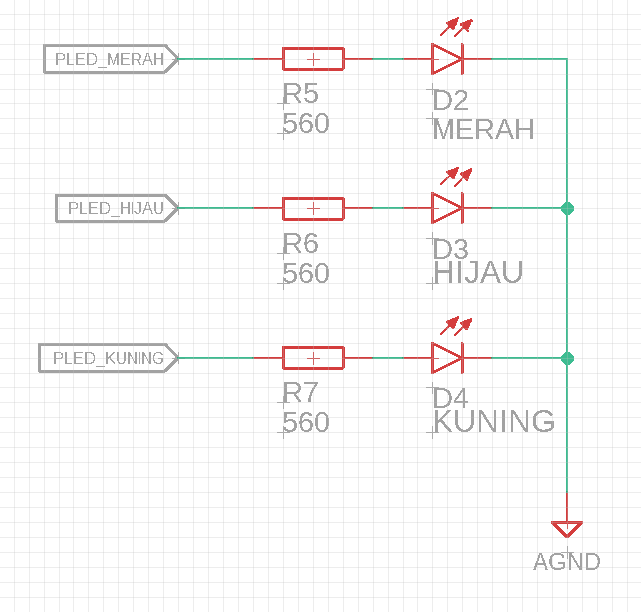 PLED_MERAH
R5
560
D2
MERAH
PLED_HIJAU
R6
560
D3
HIJAU
PLED_KUNING
R7
560
D4
KUNING
AGND